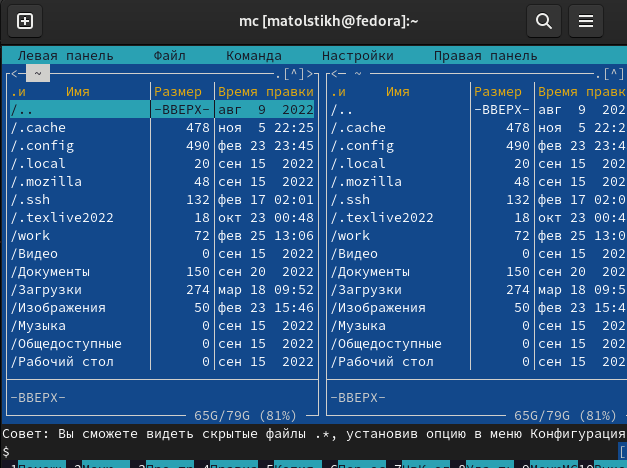 mc [matolstikh@fedora]:~
Левая панель Файл Команда Настройки Правая панель
<─ ~ .[^]> <─ ~ .[^]
.и Имя Размер Время правки .и Имя Размер Время правк
/.. -ВВЕРХ- авг 9 2022 /.. -ВВЕРХ- авг 9 202
/.cache 478 ноя 5 22:25 /.cache 478 ноя 5 22:2
/.config 490 фев 23 23:45 /.config 490 фев 23 23:4
/.local 20 сен 15 2022 /.local 20 сен 15 202
/.mozilla 48 сен 15 2022 /.mozilla 48 сен 15 202
/.ssh 132 фев 17 02:01 /.ssh 132 фев 17 02:0
/.texlive2022 18 окт 23 00:48 /.texlive2022 18 окт 23 00:4
/work 72 фев 25 13:06 /work 72 фев 25 13:0
/Видео 0 сен 15 2022 /Видео 0 сен 15 202
/Документы 150 сен 20 2022 /Документы 150 сен 20 202
/Загрузки 274 мар 18 09:52 /Загрузки 274 мар 18 09:5
/Изображения 50 фев 23 15:46 /Изображения 50 фев 23 15:4
/Музыка 0 сен 15 2022 /Музыка 0 сен 15 202
/Общедоступные 0 сен 15 2022 /Общедоступные 0 сен 15 202
/Рабочий стол 0 сен 15 2022 /Рабочий стол 0 сен 15 202
-ВВЕРХ- -ВВЕРХ-
65G/79G (81%) 65G/79G (81%)
Совет: Вы сможете видеть скрытые файлы .*, установив опцию в меню Конфигурация
$ [